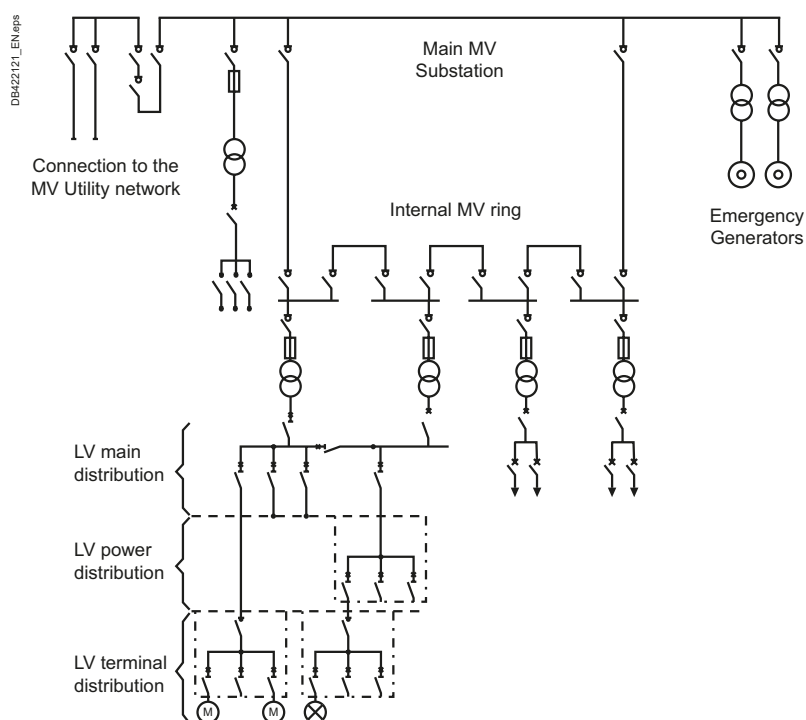 DB422121_EN.eps
Main MV
Substation
Connection to the
MV Utility network
Internal MV ring
Emergency
Generators
LV main
distribution
LV power
distribution
LV terminal
distribution
M
M